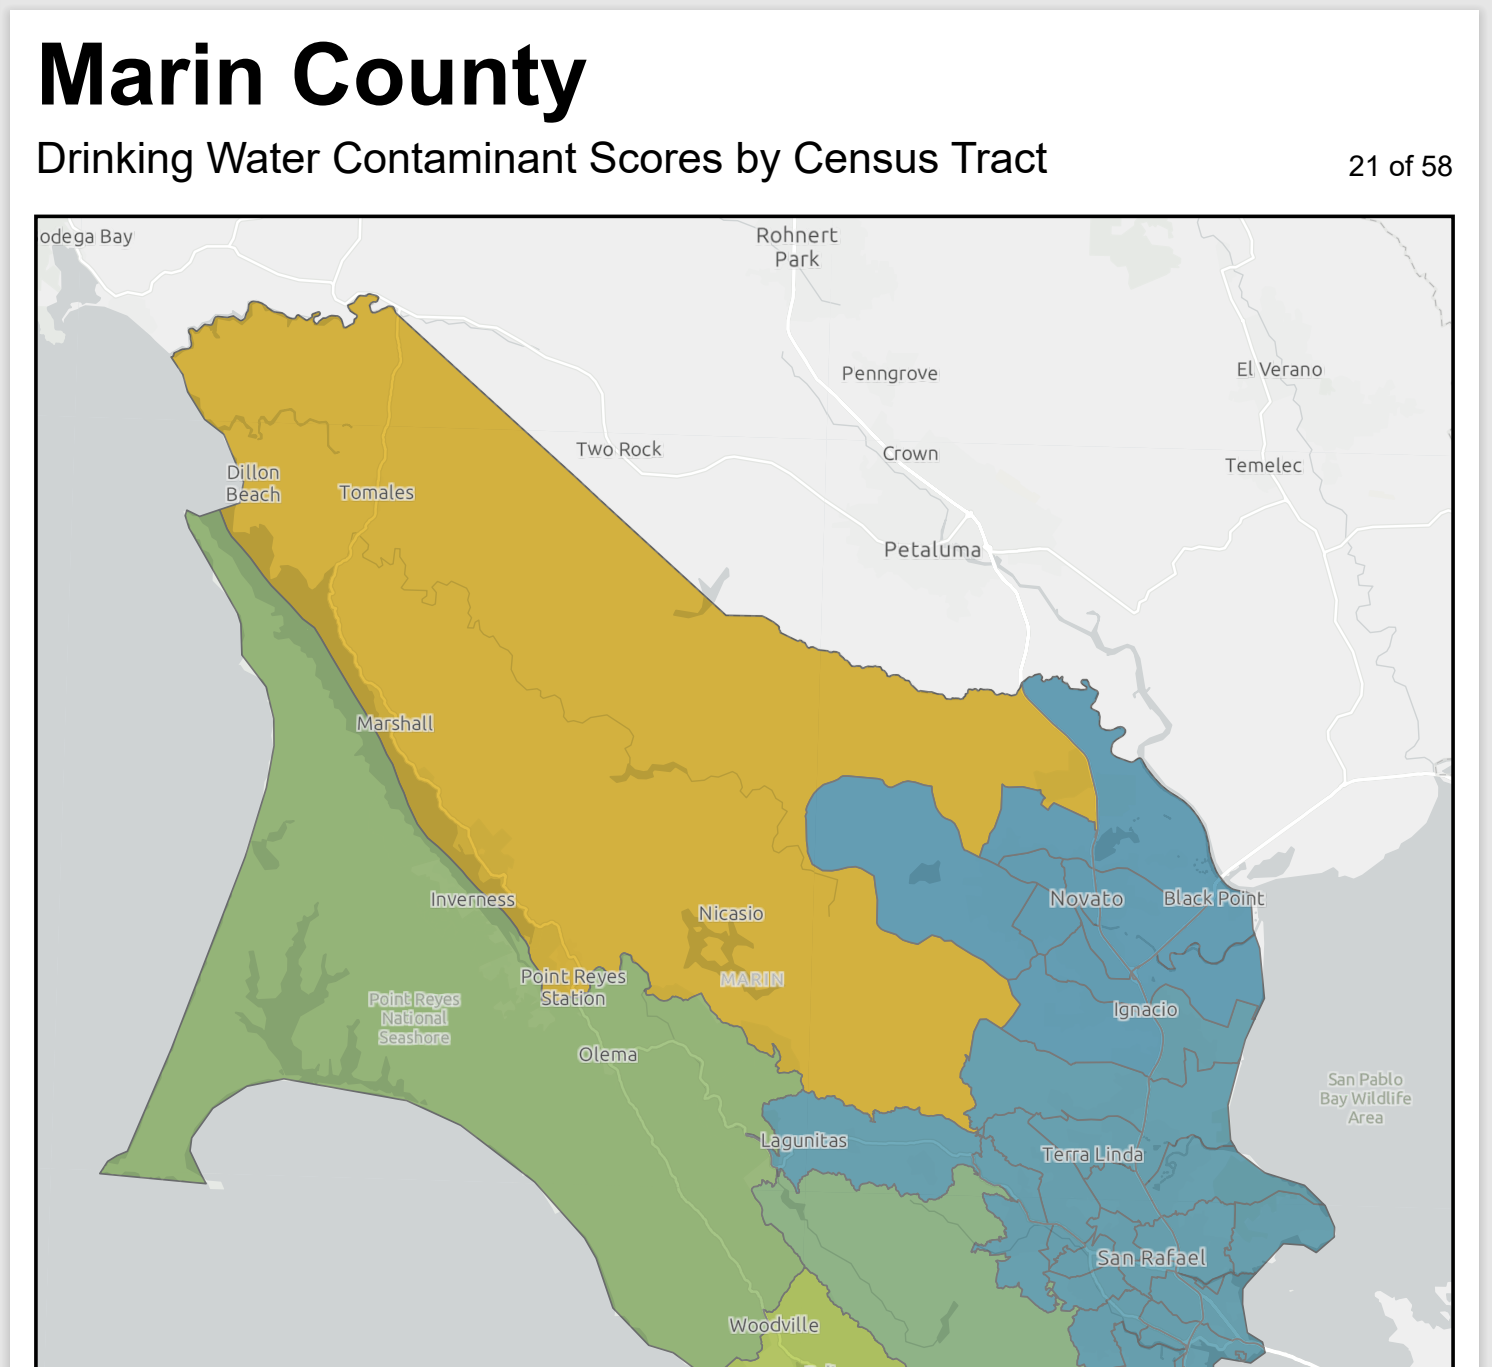 Marin County
Drinking Water Contaminant Scores by Census Tract
21 of 58
odega Bay
Rohnert
Park
Penngrove
El Verano
Two Rock
Crown
Temelec
Dillon
Beach
Tomales
Petaluma
Marshall
Inverness
Nicasio
Novato
Black Point
Point Reyes
Station
MARIN
Point Reyes
National
Seashore
Ignacio
Olema
San Pablo
Bay Wildlife
Area
Lagunitas
Terra Linda
San Rafael
Woodville